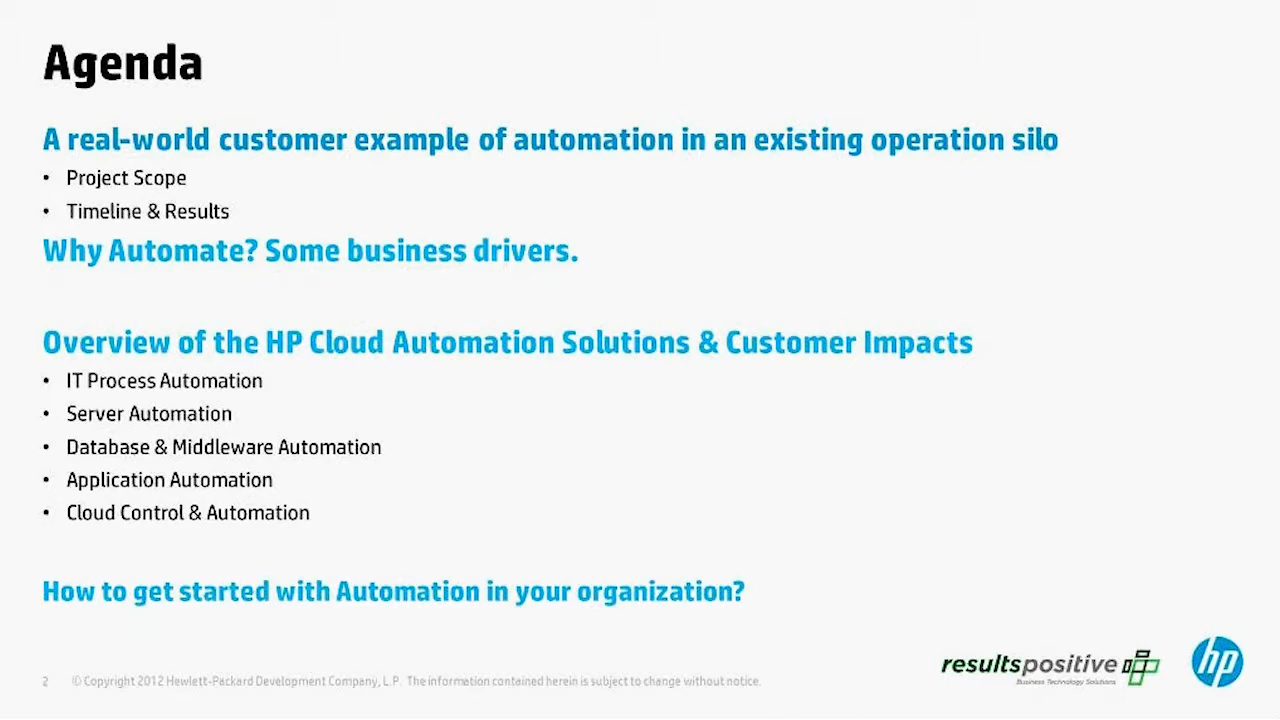 Agenda
A real-world customer example of automation in an existing operation silo
• Project Scope
• Timeline & Results
Why Automate? Some business drivers.
Overview of the HP Cloud Automation Solutions & Customer Impacts
• IT Process Automation
• Server Automation
• Database & Middleware Automation
• Application Automation
• Cloud Control & Automation
How to get started with Automation in your organization?
resultspositive
Business Technology Solutions
hp
2 © Copyright 2012 Hewlett-Packard Development Company, L.P. The information contained herein is subject to change without notice.